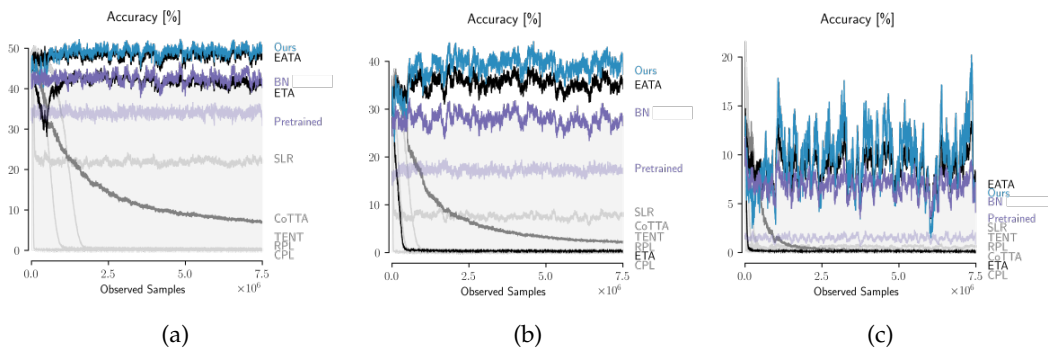 Accuracy [%]
50
40
30
20
10
0
0.0
2.5
5.0
7.5
Observed Samples
×10⁶
Ours
EATA
BN
ETA
Pretrained
SLR
CoTTA
TENT
RPL
CPL
(a)
Accuracy [%]
40
30
20
10
0
0.0
2.5
5.0
7.5
Observed Samples
×10⁶
Ours
EATA
BN
Pretrained
SLR
CoTTA
TENT
RPL
ETA
CPL
(b)
Accuracy [%]
20
15
10
5
0
0.0
2.5
5.0
7.5
Observed Samples
×10⁶
EATA
Ours
BN
Pretrained
SLR
TENT
RPL
CoTTA
ETA
CPL
(c)